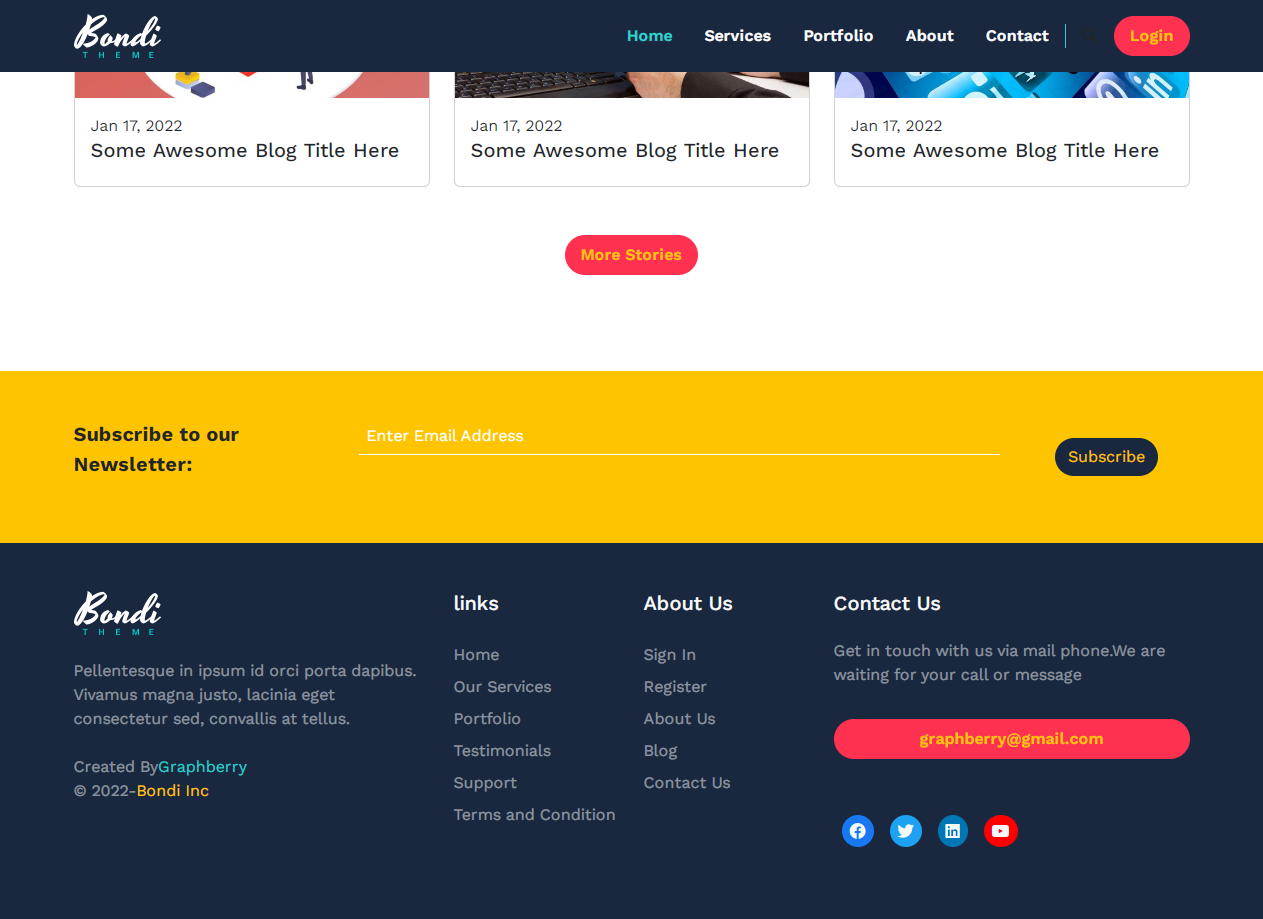 Bondi
THEME
Home Services Portfolio About Contact Login
Jan 17, 2022
Some Awesome Blog Title Here
Jan 17, 2022
Some Awesome Blog Title Here
Jan 17, 2022
Some Awesome Blog Title Here
More Stories
Subscribe to our
Newsletter:
Enter Email Address
Subscribe
Bondi
THEME
Pellentesque in ipsum id orci porta dapibus.
Vivamus magna justo, lacinia eget
consectetur sed, convallis at tellus.
Created ByGraphberry
© 2022-Bondi Inc
links
Home
Our Services
Portfolio
Testimonials
Support
Terms and Condition
About Us
Sign In
Register
About Us
Blog
Contact Us
Contact Us
Get in touch with us via mail phone.We are
waiting for your call or message
graphberry@gmail.com